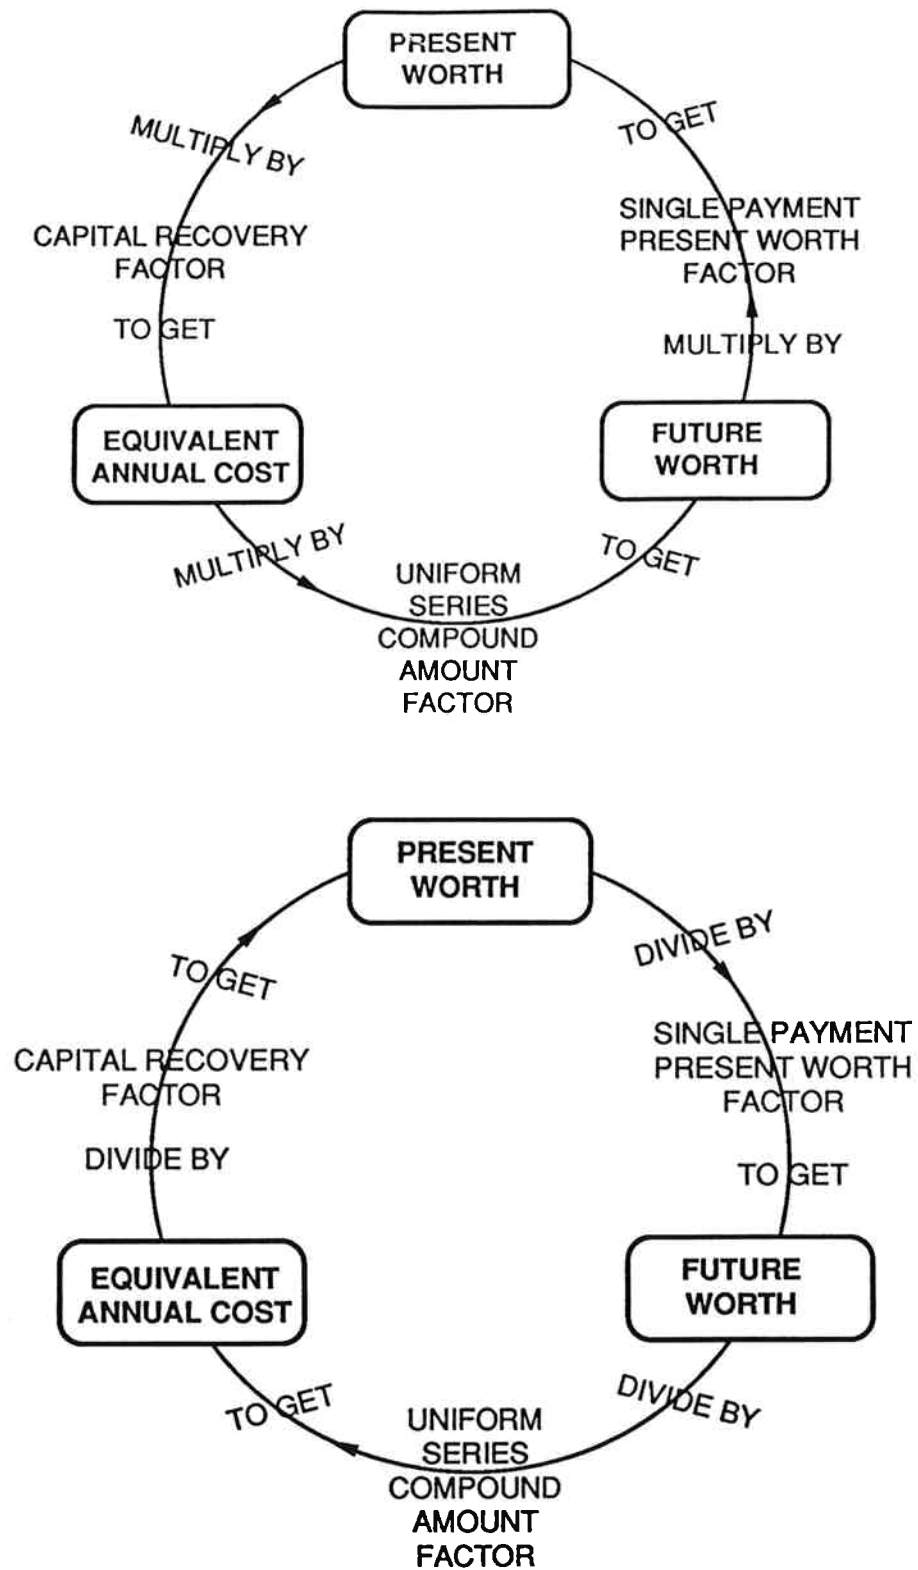 PRESENT
WORTH
MULTIPLY BY
TO GET
CAPITAL RECOVERY
FACTOR
SINGLE PAYMENT
PRESENT WORTH
FACTOR
TO GET
MULTIPLY BY
EQUIVALENT
ANNUAL COST
FUTURE
WORTH
MULTIPLY BY
TO GET
UNIFORM
SERIES
COMPOUND
AMOUNT
FACTOR
PRESENT
WORTH
TO GET
DIVIDE BY
CAPITAL RECOVERY
FACTOR
SINGLE PAYMENT
PRESENT WORTH
FACTOR
DIVIDE BY
TO GET
EQUIVALENT
ANNUAL COST
FUTURE
WORTH
TO GET
DIVIDE BY
UNIFORM
SERIES
COMPOUND
AMOUNT
FACTOR